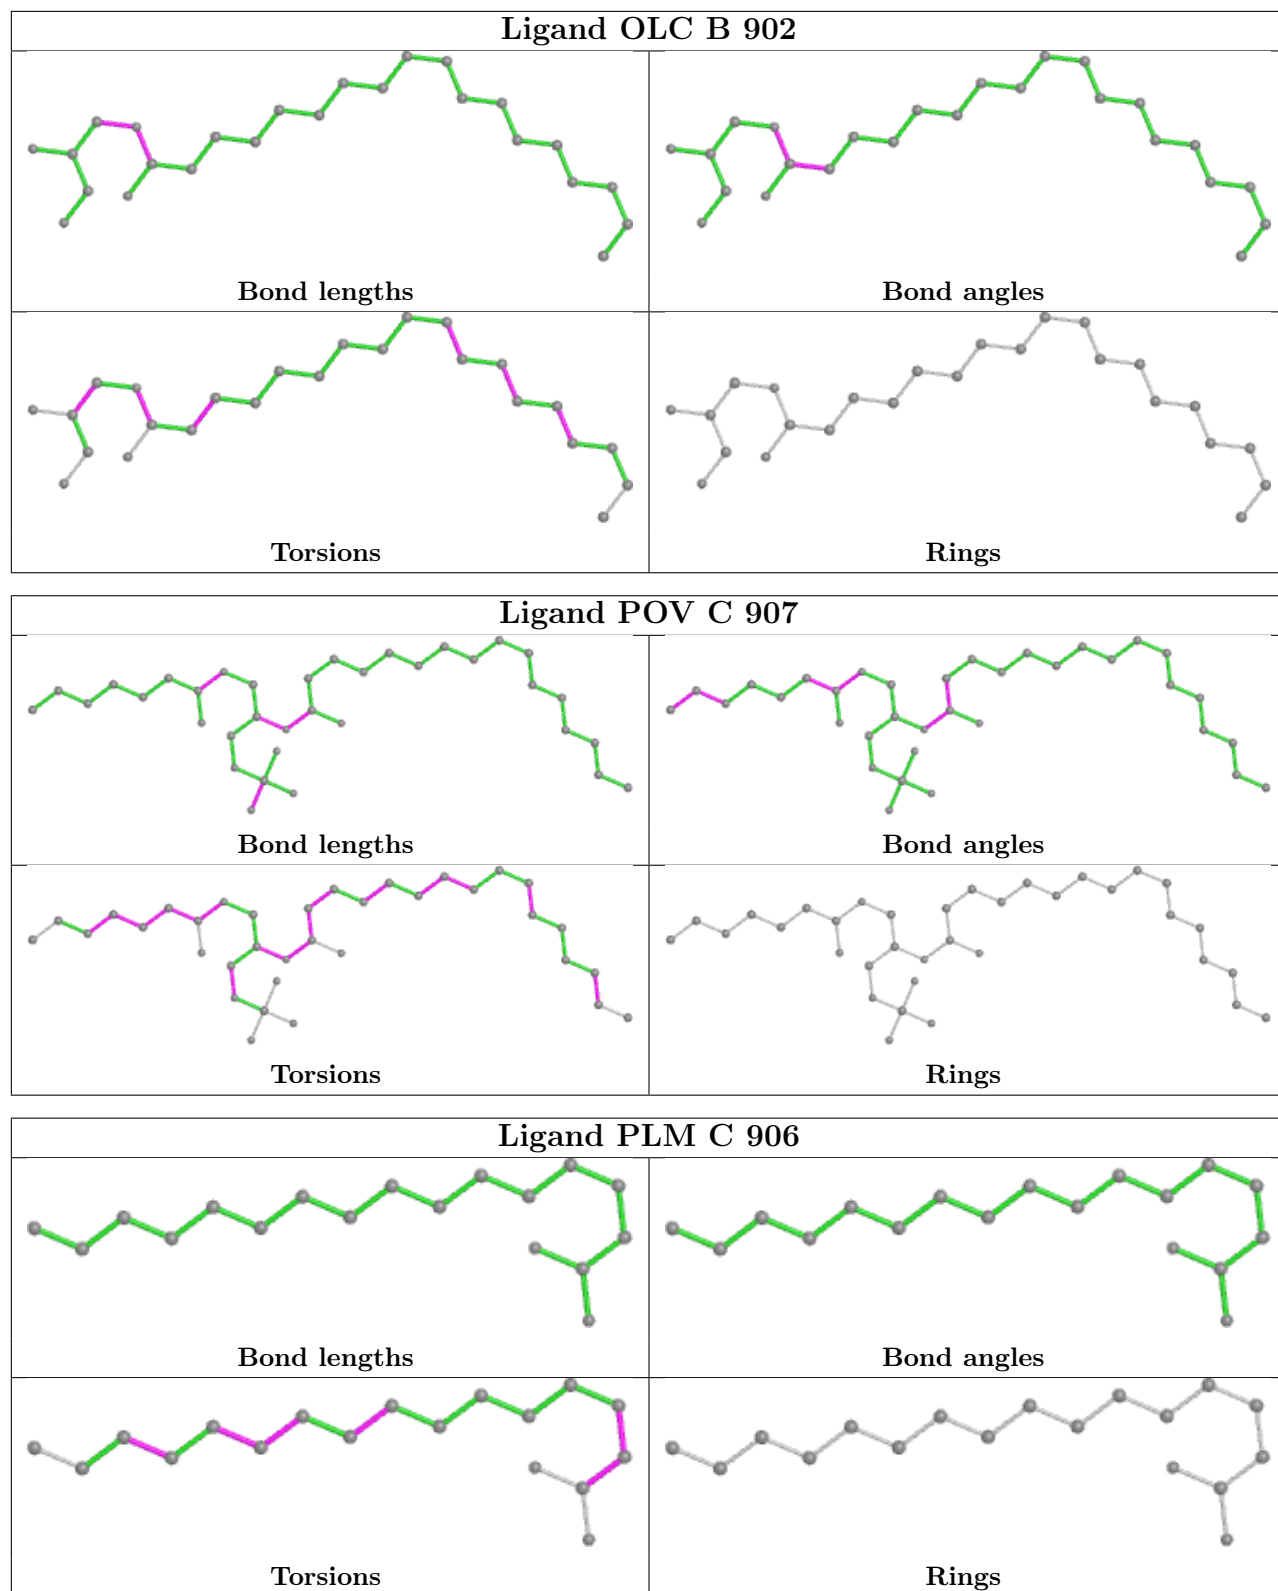 Ligand OLC B 902
Bond lengths
Bond angles
Torsions
Rings
Ligand POV C 907
Bond lengths
Bond angles
Torsions
Rings
Ligand PLM C 906
Bond lengths
Bond angles
Torsions
Rings